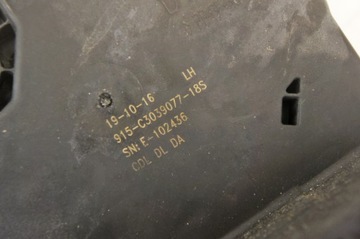 19-10-16 LH
915-C3039077-18S
SN: E-102436
COL DL DA